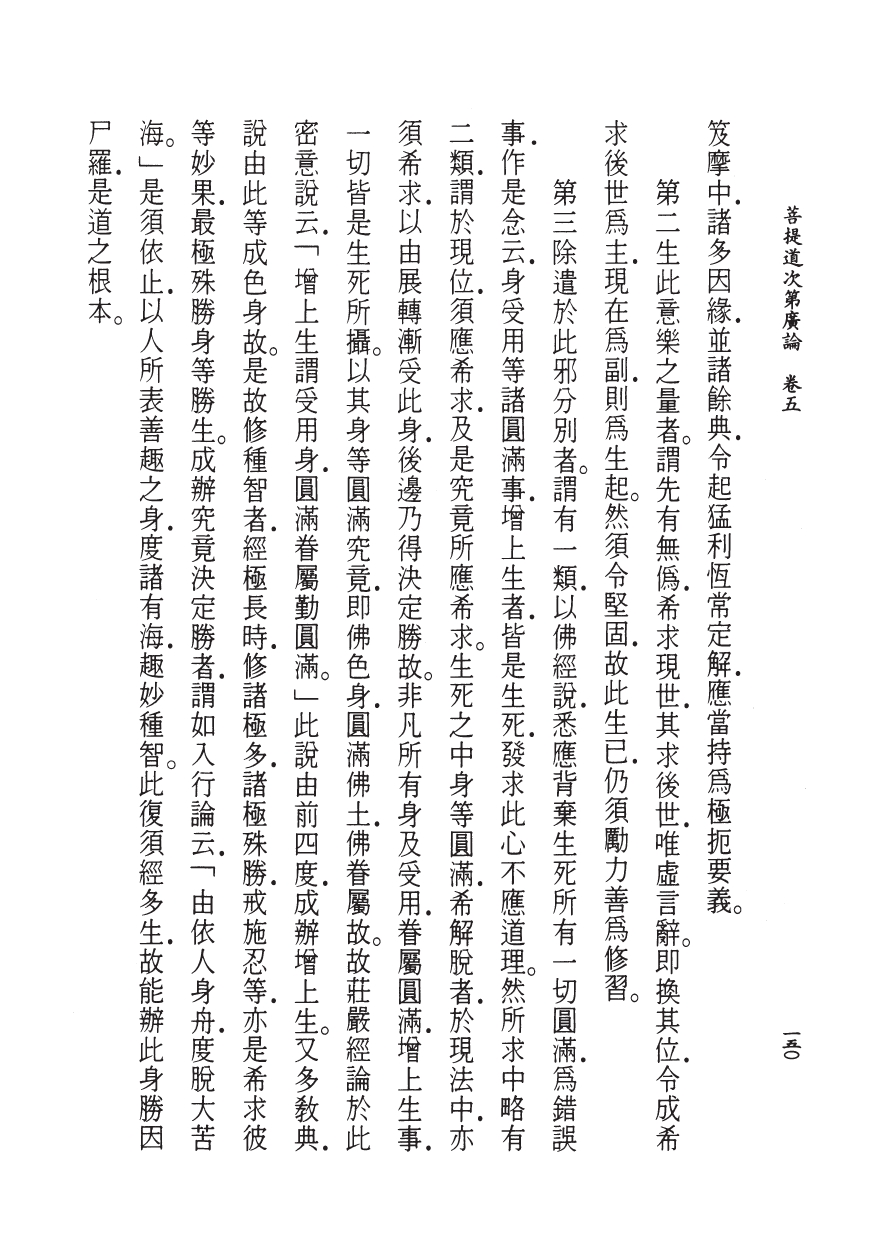 菩提道次第廣論　卷五
一五〇
笈摩中．諸多因緣．並諸餘典．令起猛利恆常定解．應當持爲極扼要義。
第二生此意樂之量者。謂先有無僞．希求現世．其求後世．唯虛言辭。即換其位．令成希
求後世爲主．現在爲副．則爲生起。然須令堅固．故此生已．仍須勵力善爲修習。
第三除遣於此邪分別者。謂有一類．以佛經說．悉應背棄生死所有一切圓滿．爲錯誤
事．作是念云．身受用等諸圓滿事．增上生者．皆是生死．發求此心不應道理。然所求中略有
二類．謂於現位．須應希求．及是究竟所應希求。生死之中身等圓滿．希解脫者．於現法中．亦
須希求．以由展轉漸受此身．後邊乃得決定勝故。非凡所有身及受用．眷屬圓滿．增上生事．
一切皆是生死所攝。以其身等圓滿究竟．即佛色身．圓滿佛土．佛眷屬故。故莊嚴經論於此
密意說云．「增上生謂受用身．圓滿眷屬勤圓滿。」此說由前四度．成辦增上生。又多教典．
說由此等成色身故。是故修種智者．經極長時．修諸極多．諸極殊勝．戒施忍等．亦是希求彼
等妙果．最極殊勝身等勝生。成辦究竟決定勝者．謂如入行論云．「由依人身舟．度脫大苦
海。」是須依止．以人所表善趣之身．度諸有海．趣妙種智。此復須經多生．故能辦此身勝因
尸羅．是道之根本。